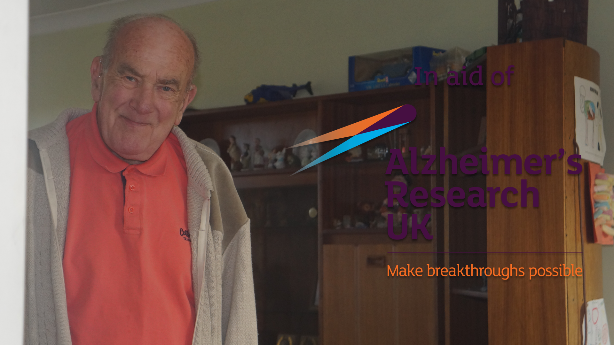 In aid of
Alzheimer's
Research
UK
Make breakthroughs possible